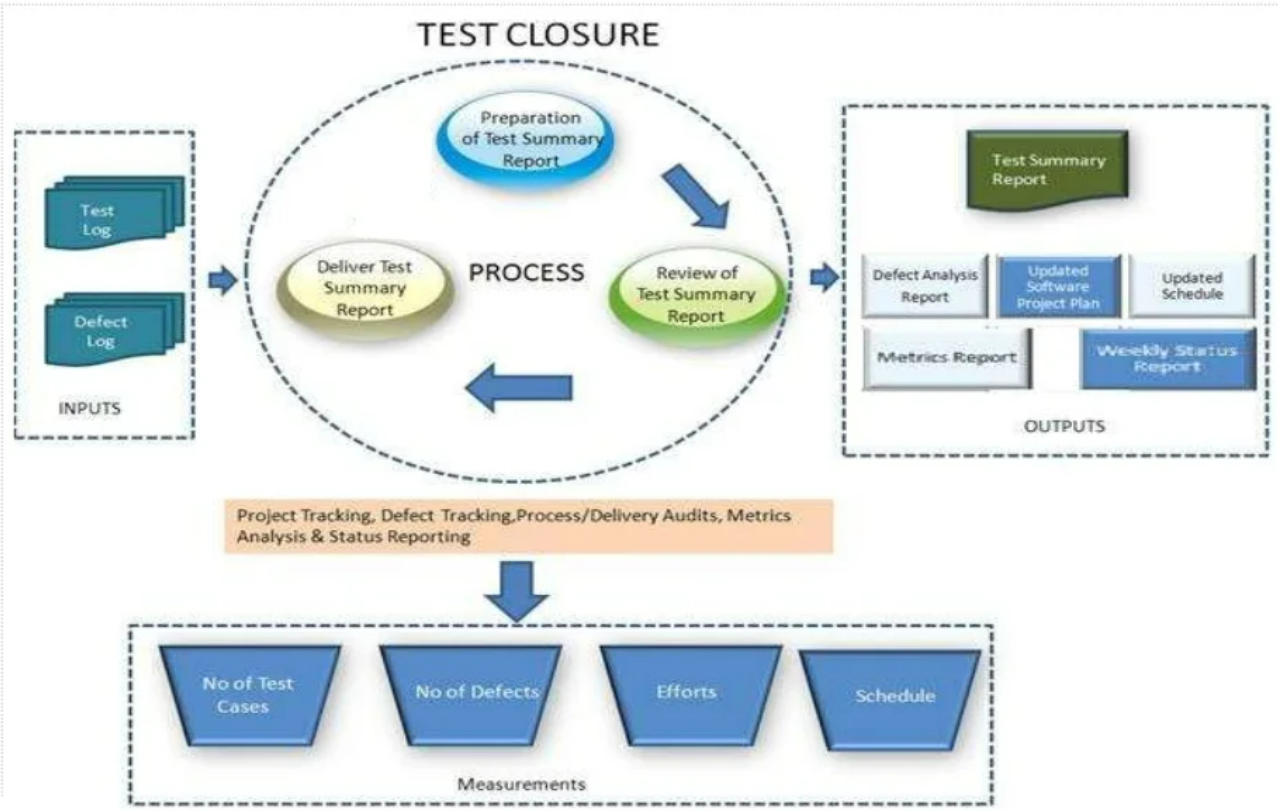 TEST CLOSURE
Test
Log
Defect
Log
INPUTS
Preparation
of Test Summary
Report
PROCESS
Deliver Test
Summary
Report
Review of
Test Summary
Report
Test Summary
Report
Defect Analysis
Report
Updated
Software
Project Plan
Updated
Schedule
Metrics Report
Weekly Status
Report
OUTPUTS
Project Tracking, Defect Tracking,Process/Delivery Audits, Metrics
Analysis & Status Reporting
No of Test
Cases
No of Defects
Efforts
Schedule
Measurements